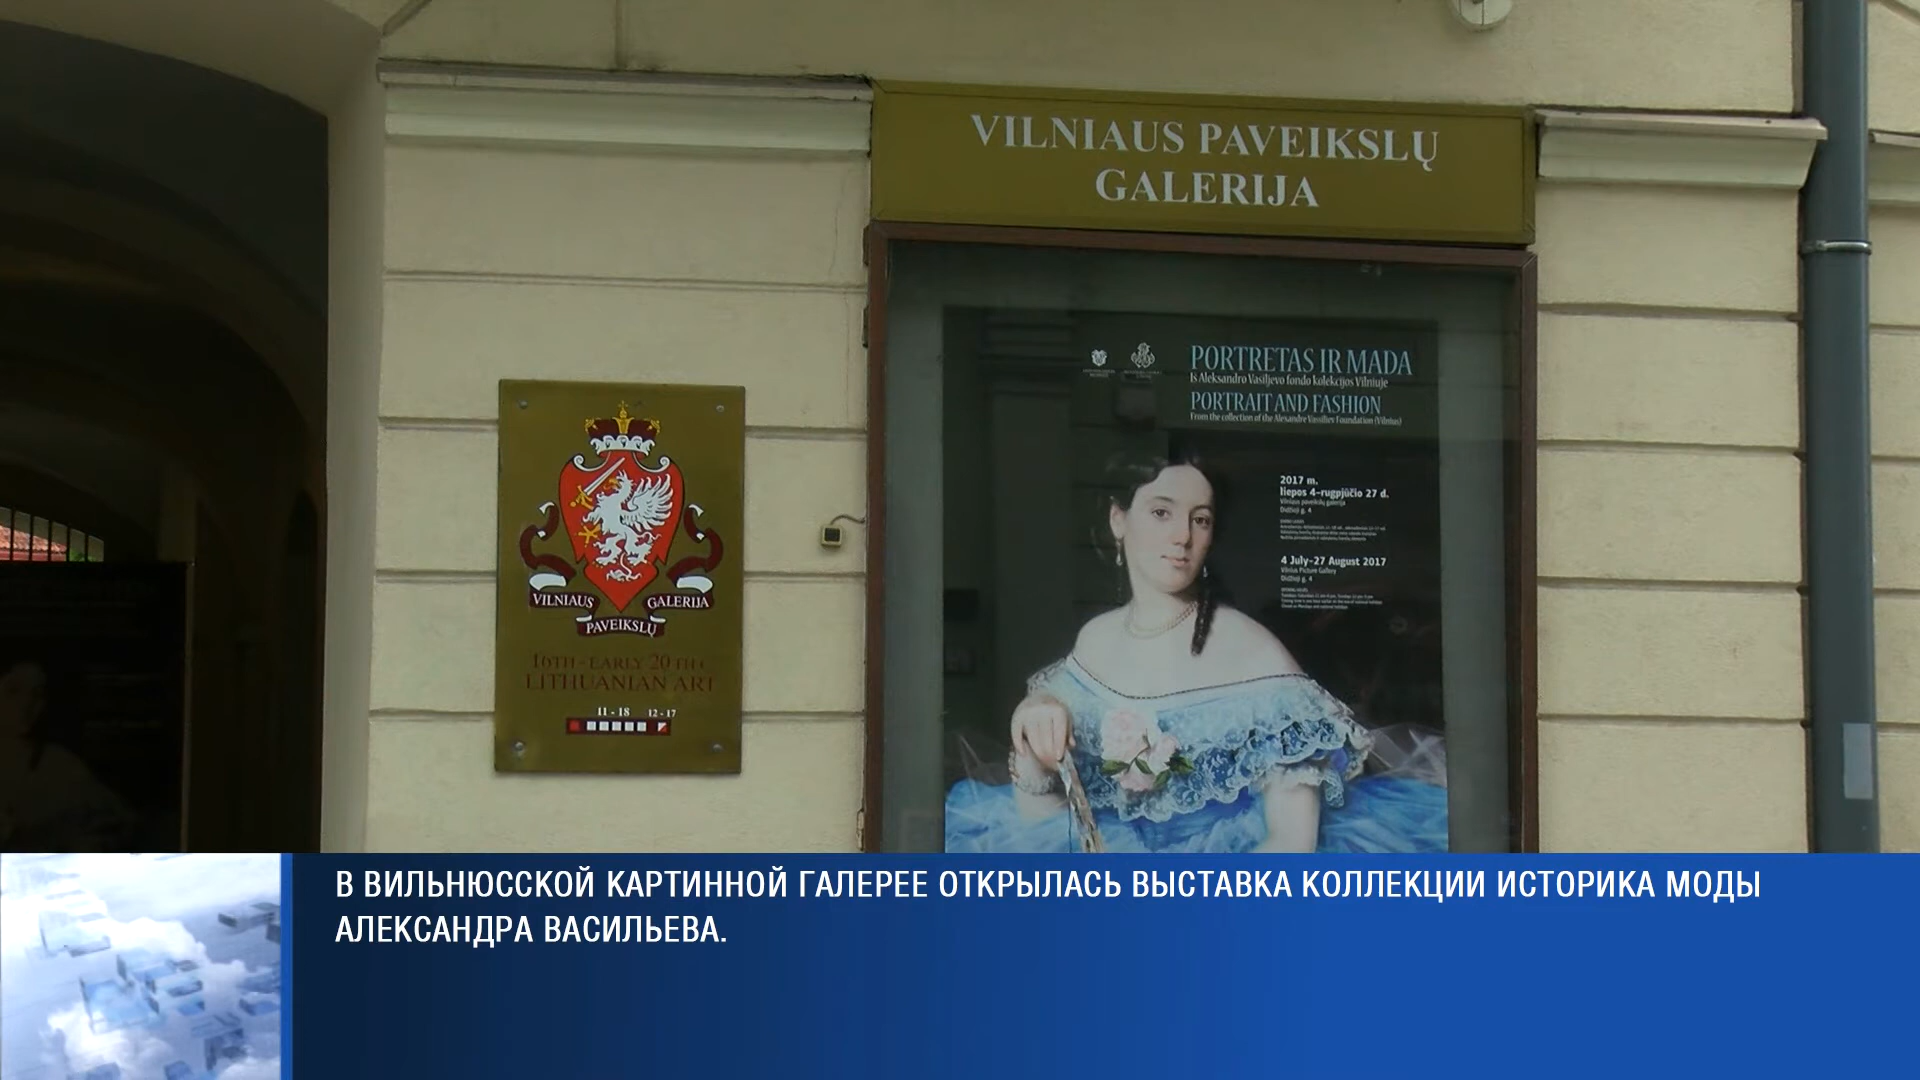 VILNIAUS PAVEIKSLŲ
GALERIJA
PORTRETAS IR MADA
Iš Aleksandro Vasiljevo fondo kolekcijos Vilniuje
PORTRAIT AND FASHION
From the collection of the Alexandre Vassiliev Foundation (Vilnius)
2017 m.
liepos 4-rugpjūčio 27 d.
Vilniaus paveikslų galerija
Didžioji g. 4
4 July-27 August 2017
Vilnius Picture Gallery
Didžioji g. 4
VILNIAUS GALERIJA
PAVEIKSLŲ
16TH - EARLY 20TH C
LITHUANIAN ART
11 - 18 12 - 17
В ВИЛЬНЮССКОЙ КАРТИННОЙ ГАЛЕРЕЕ ОТКРЫЛАСЬ ВЫСТАВКА КОЛЛЕКЦИИ ИСТОРИКА МОДЫ
АЛЕКСАНДРА ВАСИЛЬЕВА.